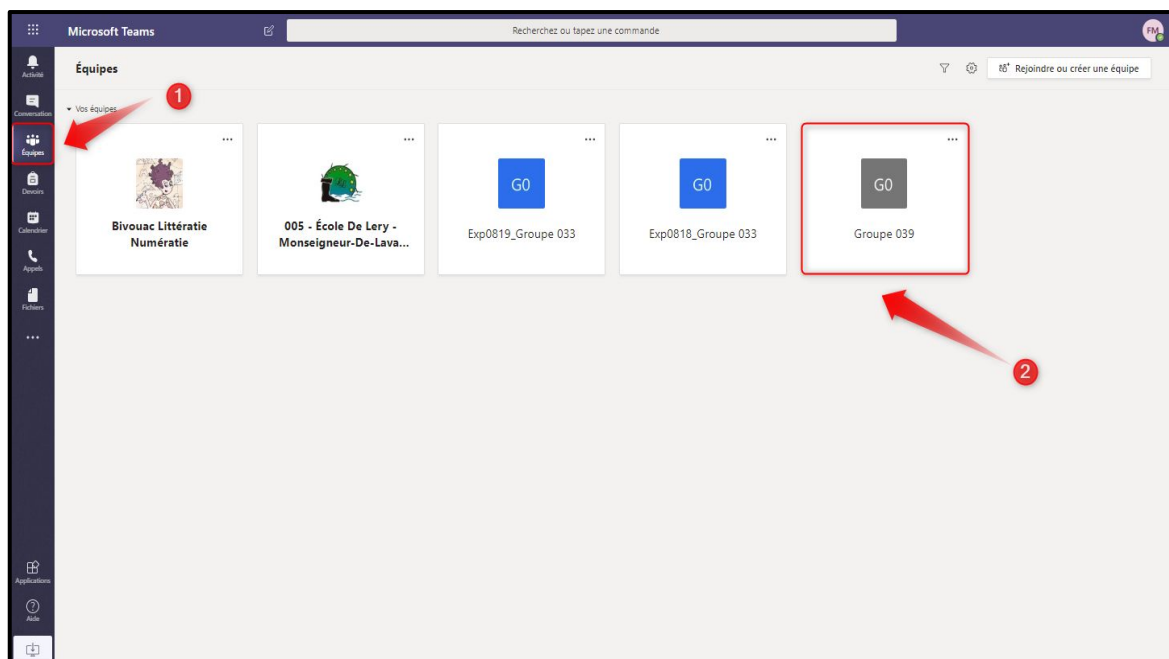 Microsoft Teams
Recherchez ou tapez une commande
FM
Activité
Équipes
Rejoindre ou créer une équipe
1
Conversation
Vos équipes
Équipes
Devoirs
Calendrier
Appels
Fichiers
Bivouac Littératie
Numératie
005 - École De Lery -
Monseigneur-De-Lava...
G0
Exp0819_Groupe 033
G0
Exp0818_Groupe 033
G0
Groupe 039
2
Applications
Aide